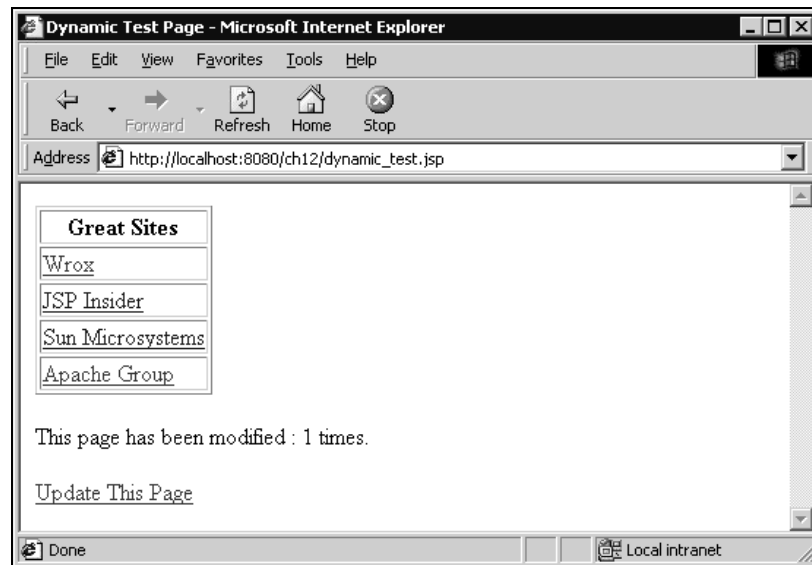 Dynamic Test Page - Microsoft Internet Explorer
File Edit View Favorites Tools Help
Back Forward Refresh Home Stop
Address http://localhost:8080/ch12/dynamic_test.jsp
Great Sites
Wrox
JSP Insider
Sun Microsystems
Apache Group
This page has been modified : 1 times.
Update This Page
Done Local intranet